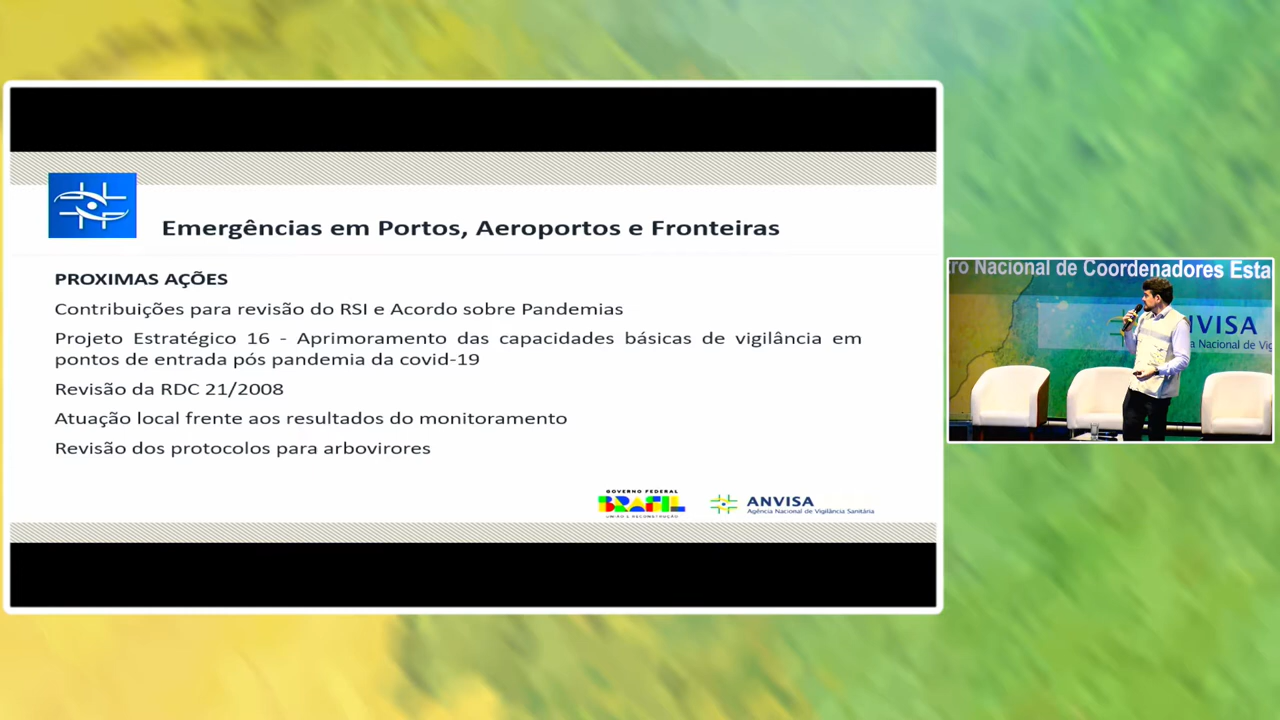 Emergências em Portos, Aeroportos e Fronteiras
PROXIMAS AÇÕES
Contribuições para revisão do RSI e Acordo sobre Pandemias
Projeto Estratégico 16 - Aprimoramento das capacidades básicas de vigilância em
pontos de entrada pós pandemia da covid-19
Revisão da RDC 21/2008
Atuação local frente aos resultados do monitoramento
Revisão dos protocolos para arbovirores
GOVERNO FEDERAL
BRASIL
UNIÃO E RECONSTRUÇÃO
ANVISA
Agência Nacional de Vigilância Sanitária
ro Nacional de Coordenadores Esta
NVISA
a Nacional de Vig